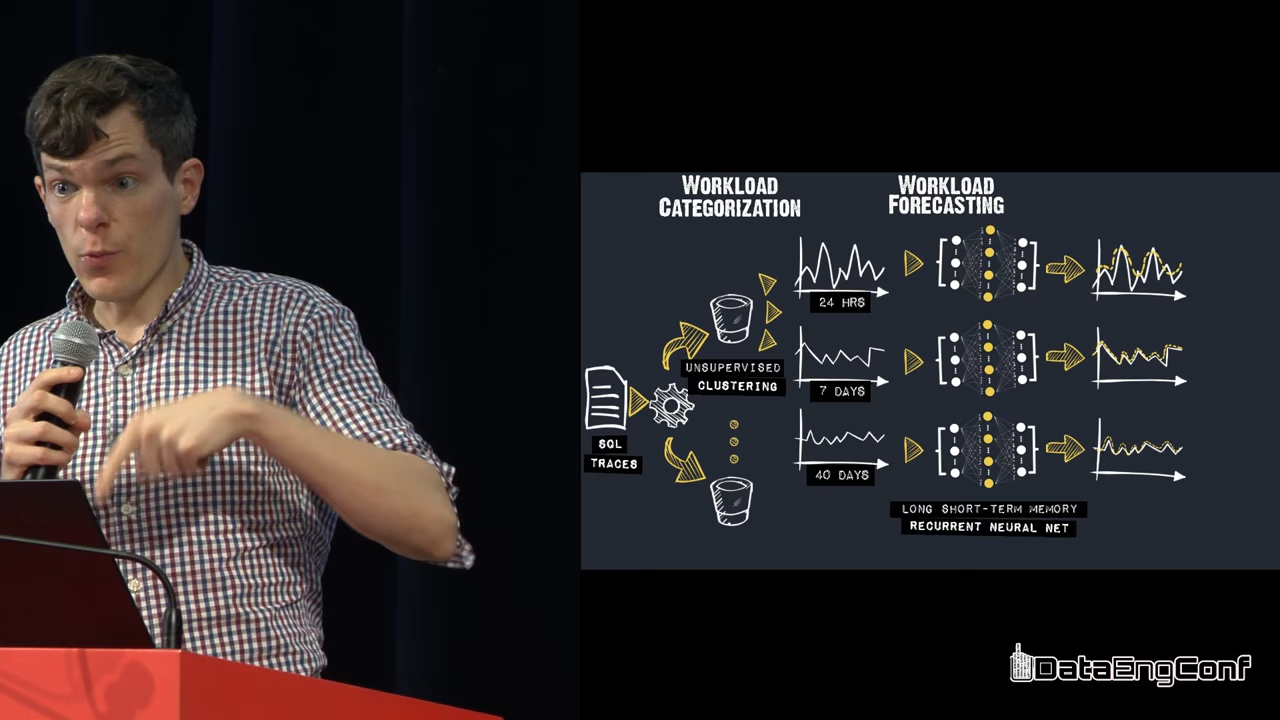 WORKLOAD
CATEGORIZATION
WORKLOAD
FORECASTING
24 HRS
UNSUPERVISED
CLUSTERING
7 DAYS
SQL
TRACES
40 DAYS
LONG SHORT-TERM MEMORY
RECURRENT NEURAL NET
DataEngConf